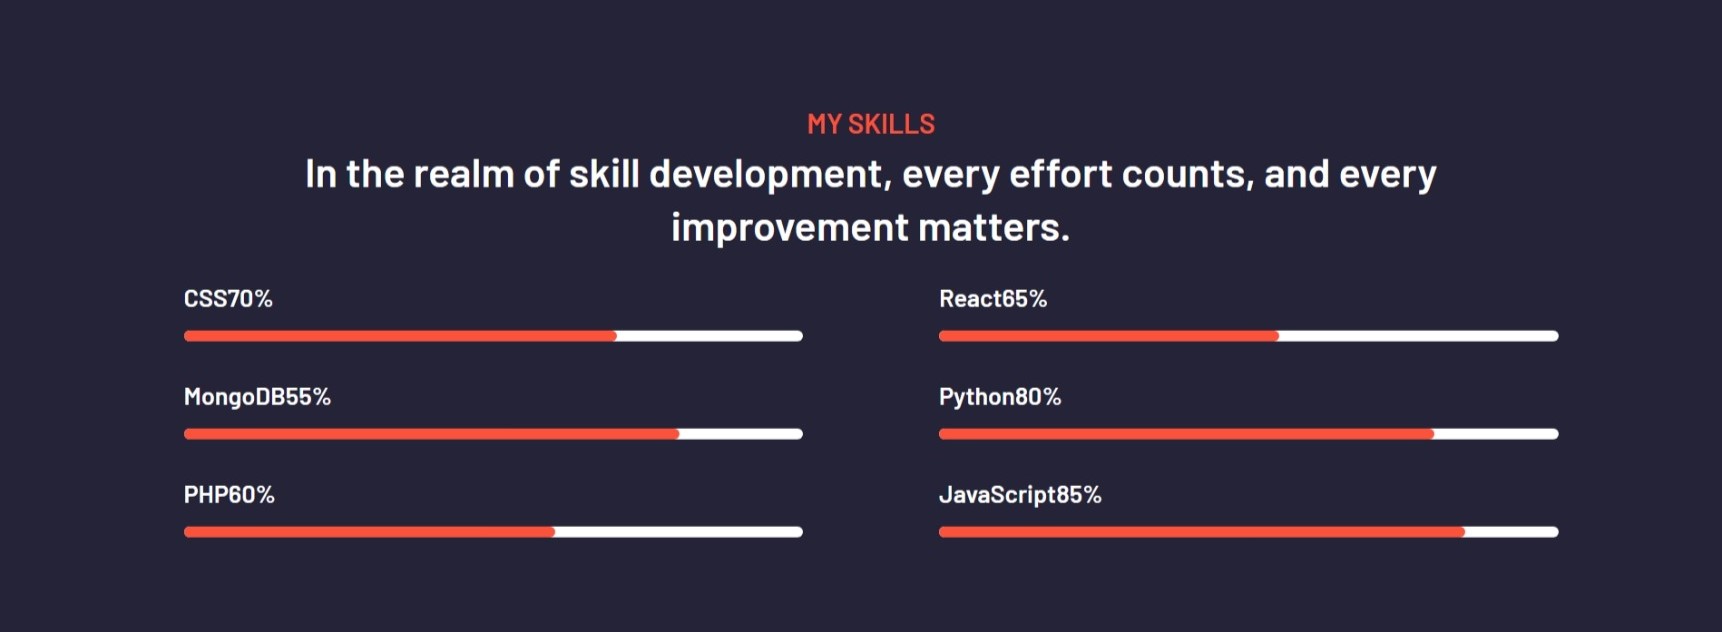 MY SKILLS
In the realm of skill development, every effort counts, and every
improvement matters.
CSS70%
React65%
MongoDB55%
Python80%
PHP60%
JavaScript85%